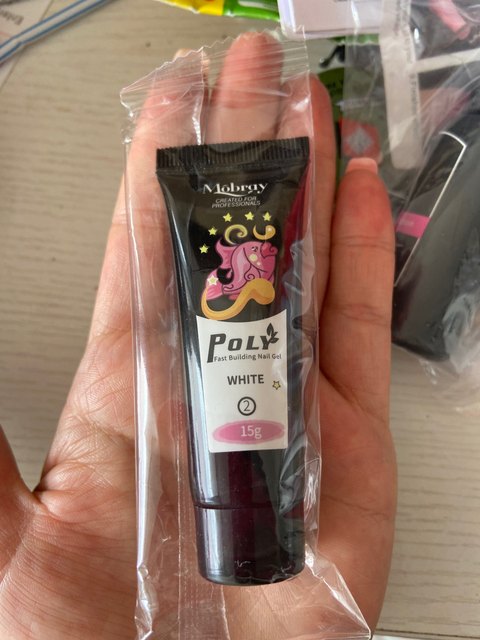 Mobray
CREATED FOR
PROFESSIONALS
POLY
Fast Building Nail Gel
WHITE
2
15g